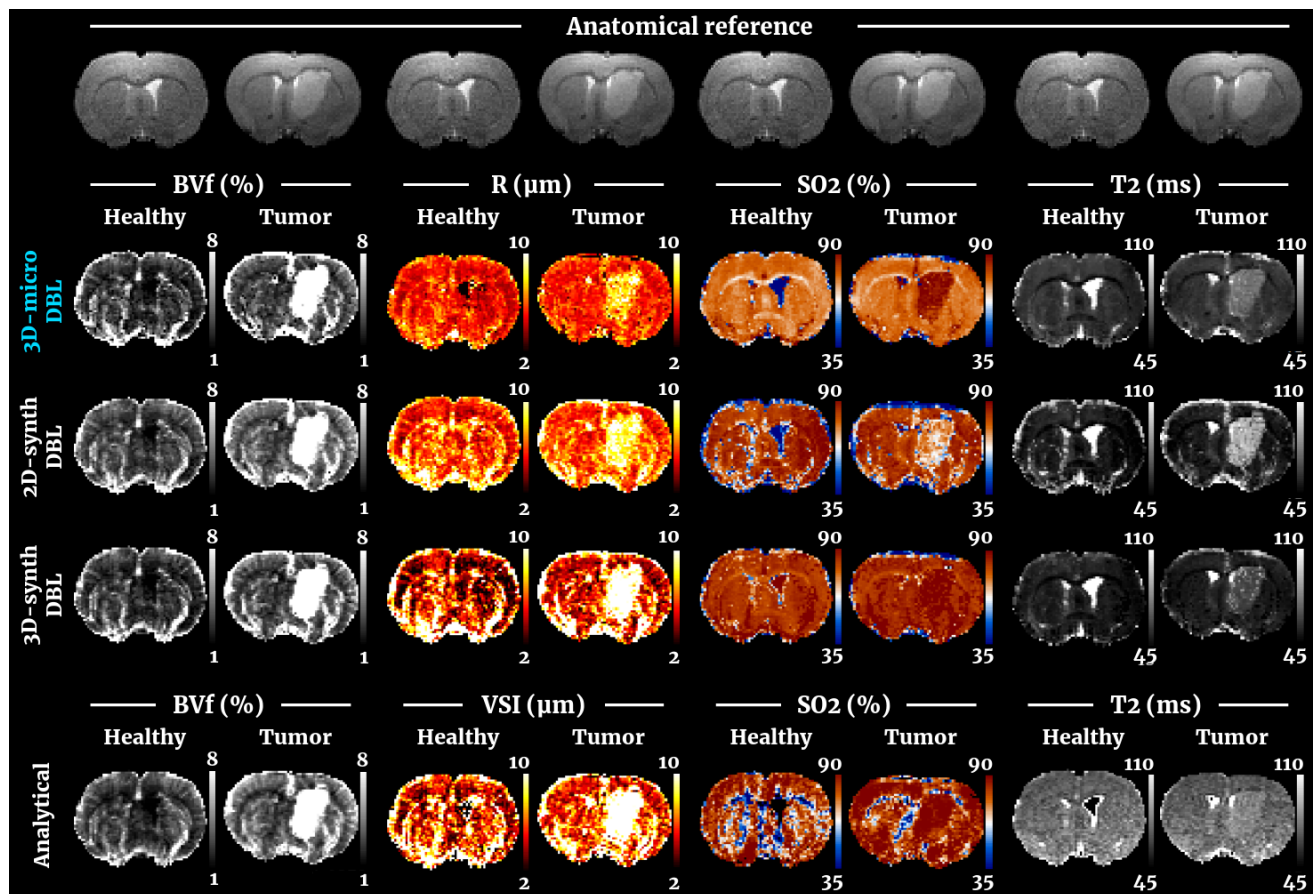 Anatomical reference
BVf (%) R (µm) SO2 (%) T2 (ms)
Healthy Tumor Healthy Tumor Healthy Tumor Healthy Tumor
3D-micro DBL
8 8 10 10 90 90 110 110
1 1 2 2 35 35 45 45
2D-synth DBL
8 8 10 10 90 90 110 110
1 1 2 2 35 35 45 45
3D-synth DBL
8 8 10 10 90 90 110 110
1 1 2 2 35 35 45 45
BVf (%) VSI (µm) SO2 (%) T2 (ms)
Healthy Tumor Healthy Tumor Healthy Tumor Healthy Tumor
Analytical
8 8 10 10 90 90 110 110
1 1 2 2 35 35 45 45